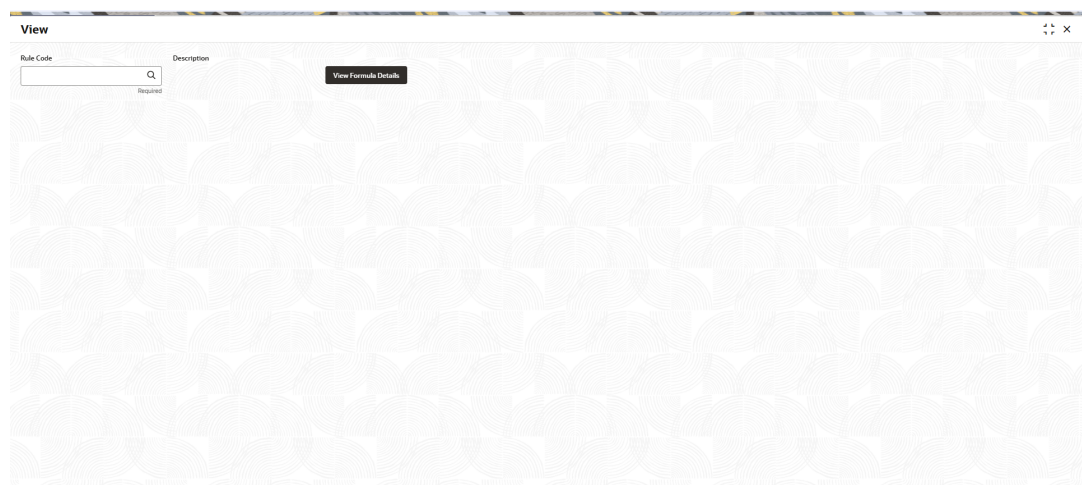 View
Rule Code
Description
View Formula Details
Required